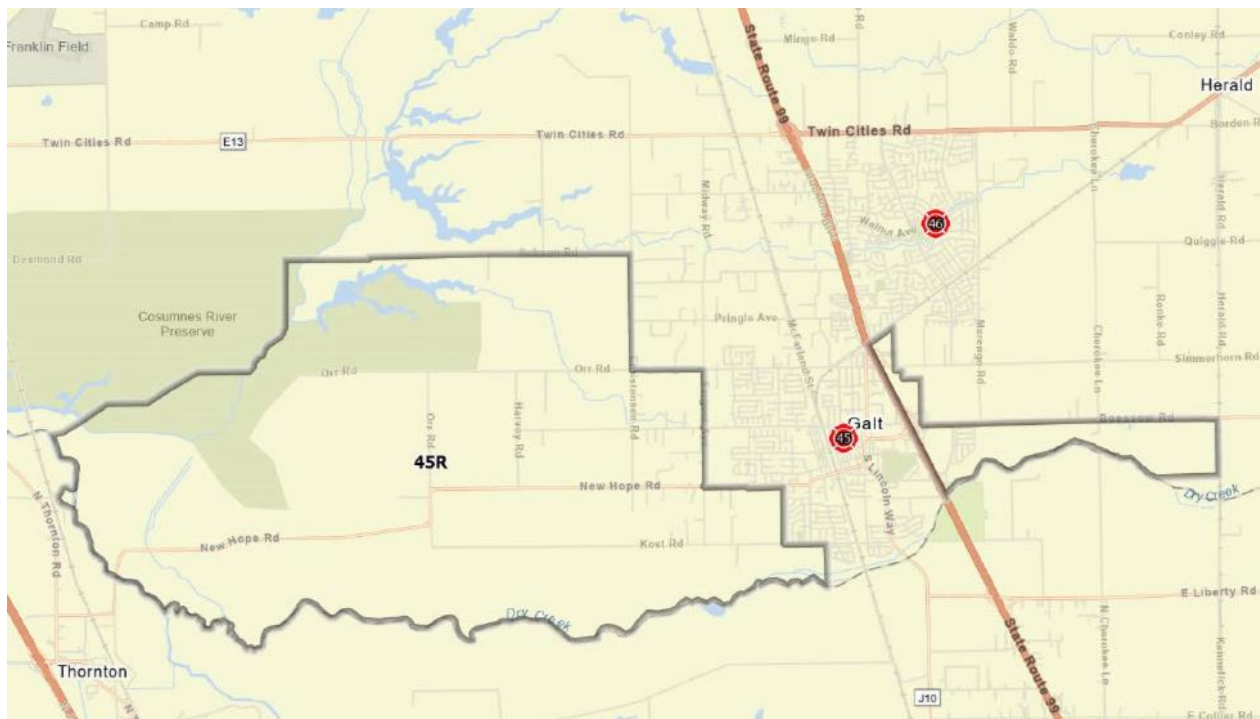 Camp Rd
Franklin Field
State Route 99
Mingo Rd
Waldo Rd
Conley Rd
Herald
Twin Cities Rd
E13
Twin Cities Rd
Twin Cities Rd
Borden R
Cherokee Ln
Herald Rd
Midway Rd
46
Walnut Ave
Quiggle Rd
Desmond Rd
Cosumnes River
Preserve
Pringle Ave
McFarland St
Marengo Rd
Cherokee Ln
Herald Rd
Simmerhorn Rd
Orr Rd
Orr Rd
Christensen Rd
Orr Rd
Harvey Rd
45
Galt
45R
New Hope Rd
S Lincoln Way
Dry Creek
N Thornton Rd
New Hope Rd
Kost Rd
Dry Creek
E Liberty Rd
N Cherokee Ln
State Route 99
Thornton
J10
E Collier Rd